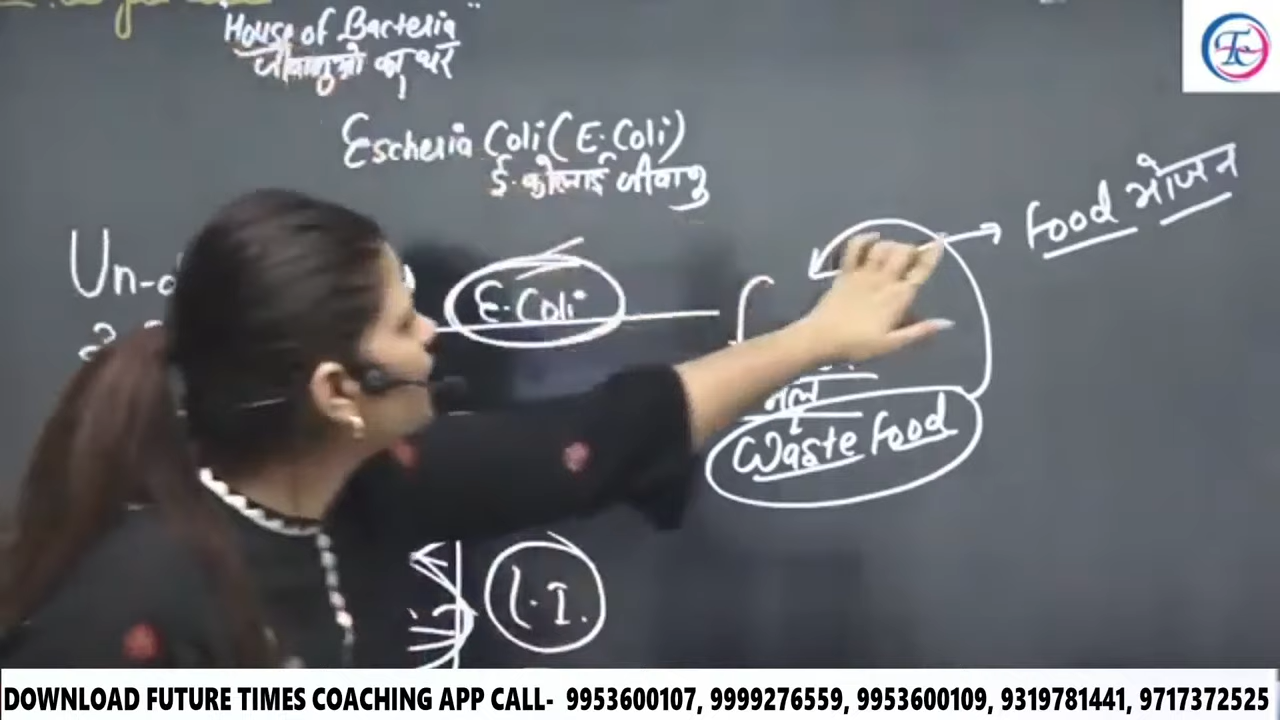 "House of Bacteria"
जीवाणुओ का घर
Escheria Coli (E. Coli)
ई. कोलाई जीवाणु
Food भोजन
Un-
E. Coli
मल
Waste Food
L.I.
DOWNLOAD FUTURE TIMES COACHING APP CALL- 9953600107, 9999276559, 9953600109, 9319781441, 9717372525